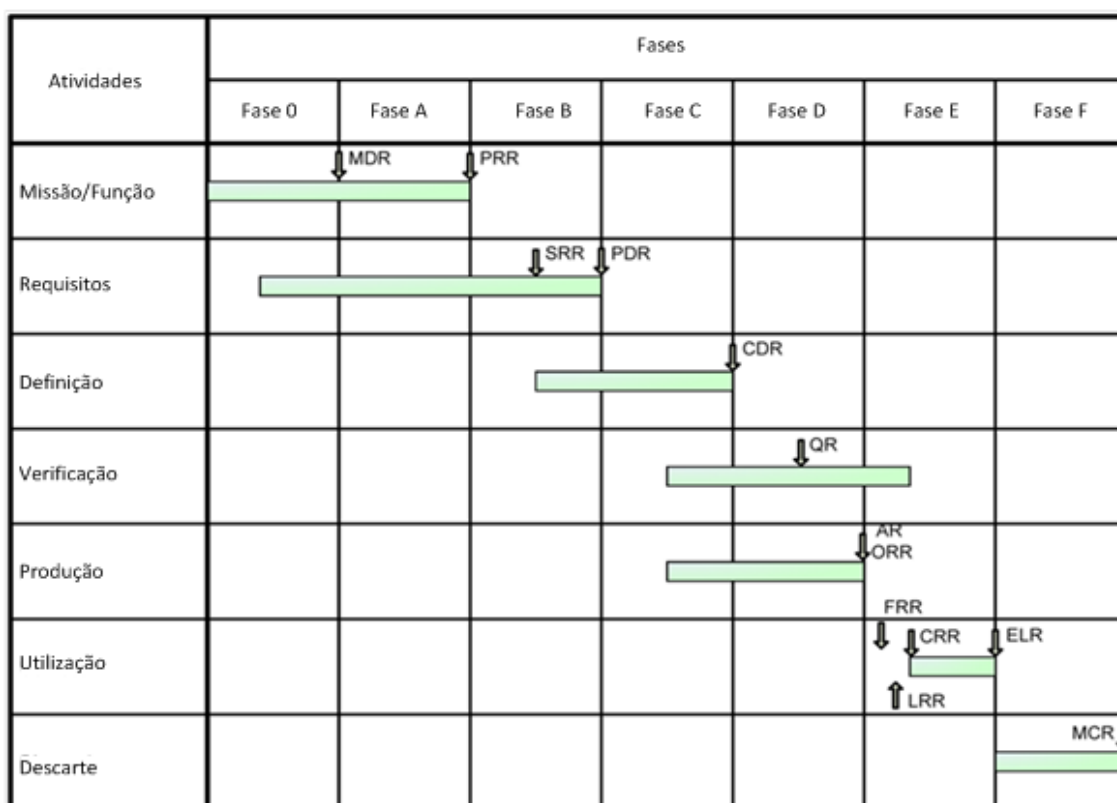 Atividades
Fases
Fase 0
Fase A
Fase B
Fase C
Fase D
Fase E
Fase F
Missão/Função
MDR
PRR
Requisitos
SRR
PDR
Definição
CDR
Verificação
QR
Produção
AR
ORR
Utilização
FRR
CRR
ELR
LRR
Descarte
MCR